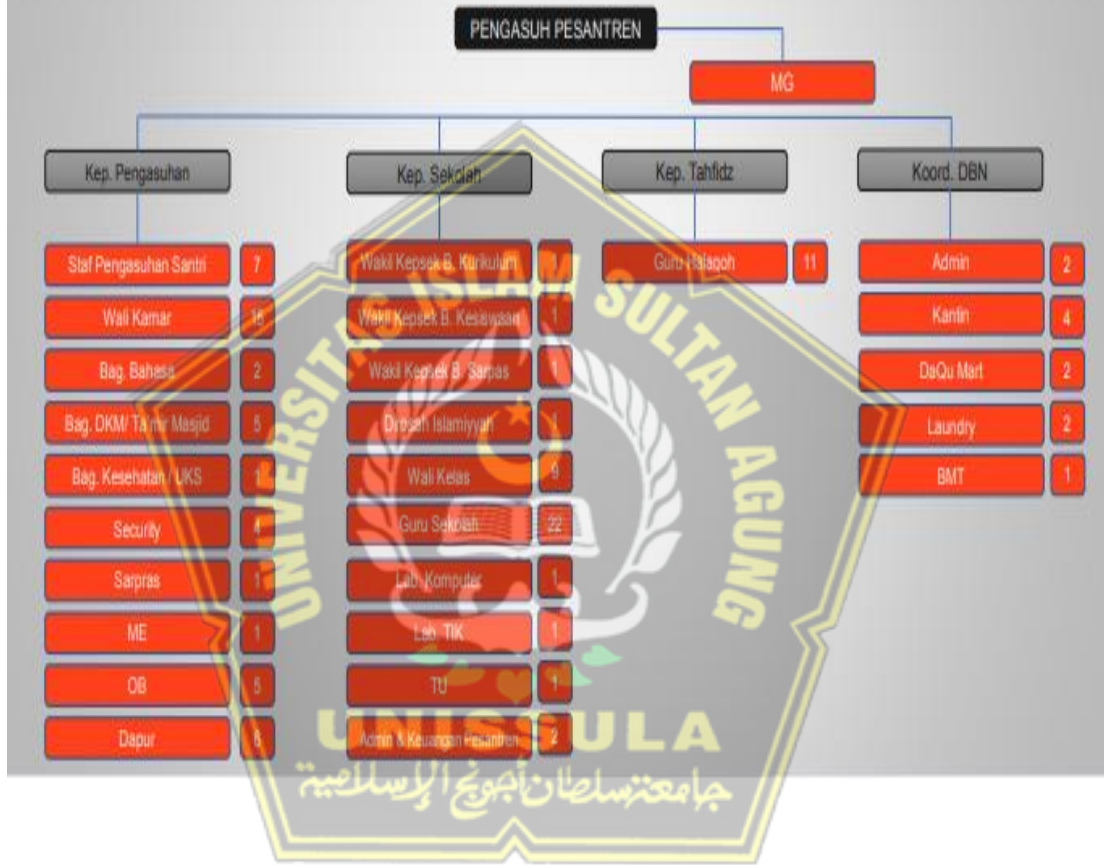 PENGASUH PESANTREN
MG
Kep. Pengasuhan
Kep. Sekolah
Kep. Tahfidz
Koord. DBN
Staf Pengasuhan Santri 7
Wali Kamar
Bag. Bahasa 2
Bag. DKM/ Ta'mir Masjid 5
Bag. Kesehatan / UKS 1
Security 4
Sarpras 1
ME 1
OB 5
Dapur 6
Wakil Kepsek B. Kurikulum 1
Wakil Kepsek B. Kesiswaan 1
Wakil Kepsek B. Sarpas
Dirosah Islamiyyah 1
Wali Kelas 9
Guru Sekolah 22
Lab. Komputer 1
Lab. TIK 1
TU 1
Admin & Keuangan Pesantren 2
Guru Halaqoh 11
Admin 2
Kantin 4
DaQu Mart 2
Laundry 2
BMT 1
UNIVERSITAS ISLAM SULTAN AGUNG
UNISSULA
جامعة سلطان أجونج الإسلامية